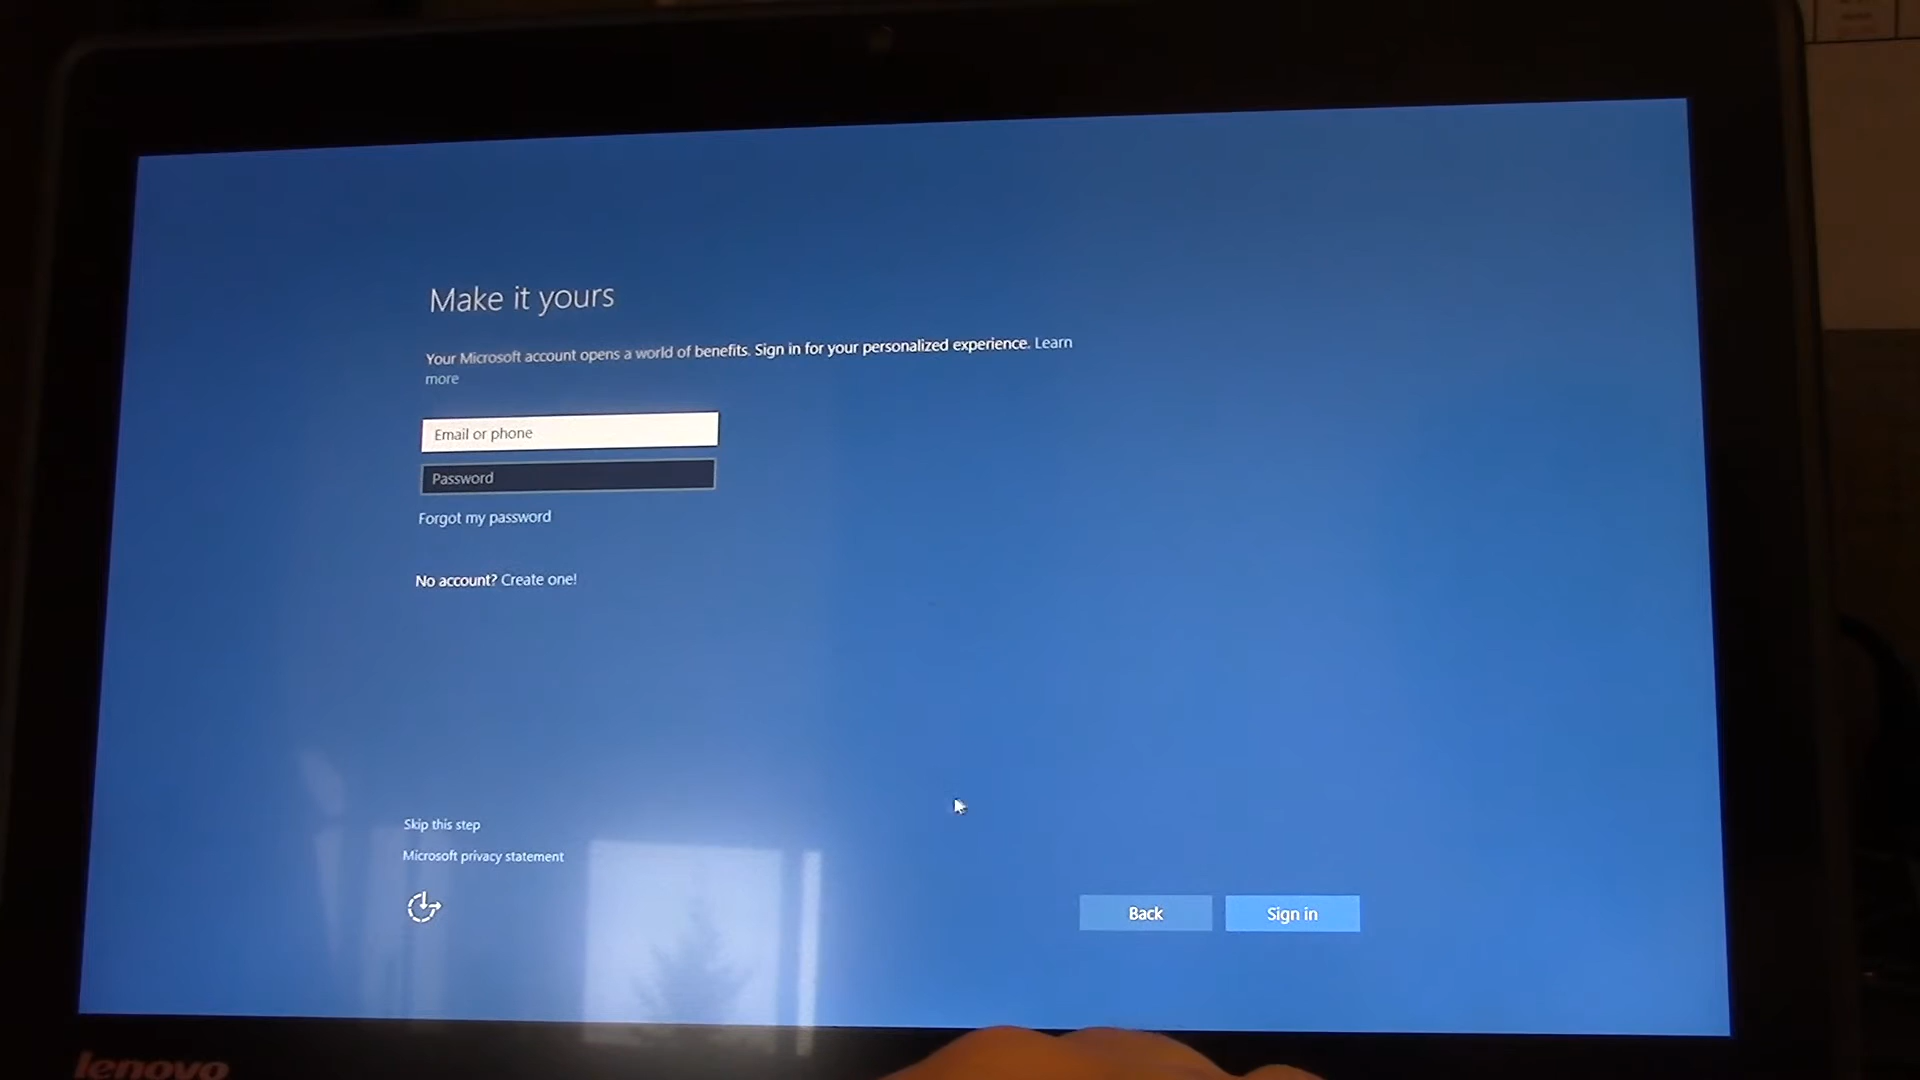 Make it yours
Your Microsoft account opens a world of benefits. Sign in for your personalized experience. Learn
more
Email or phone
Password
Forgot my password
No account? Create one!
Skip this step
Microsoft privacy statement
Back
Sign in
lenovo